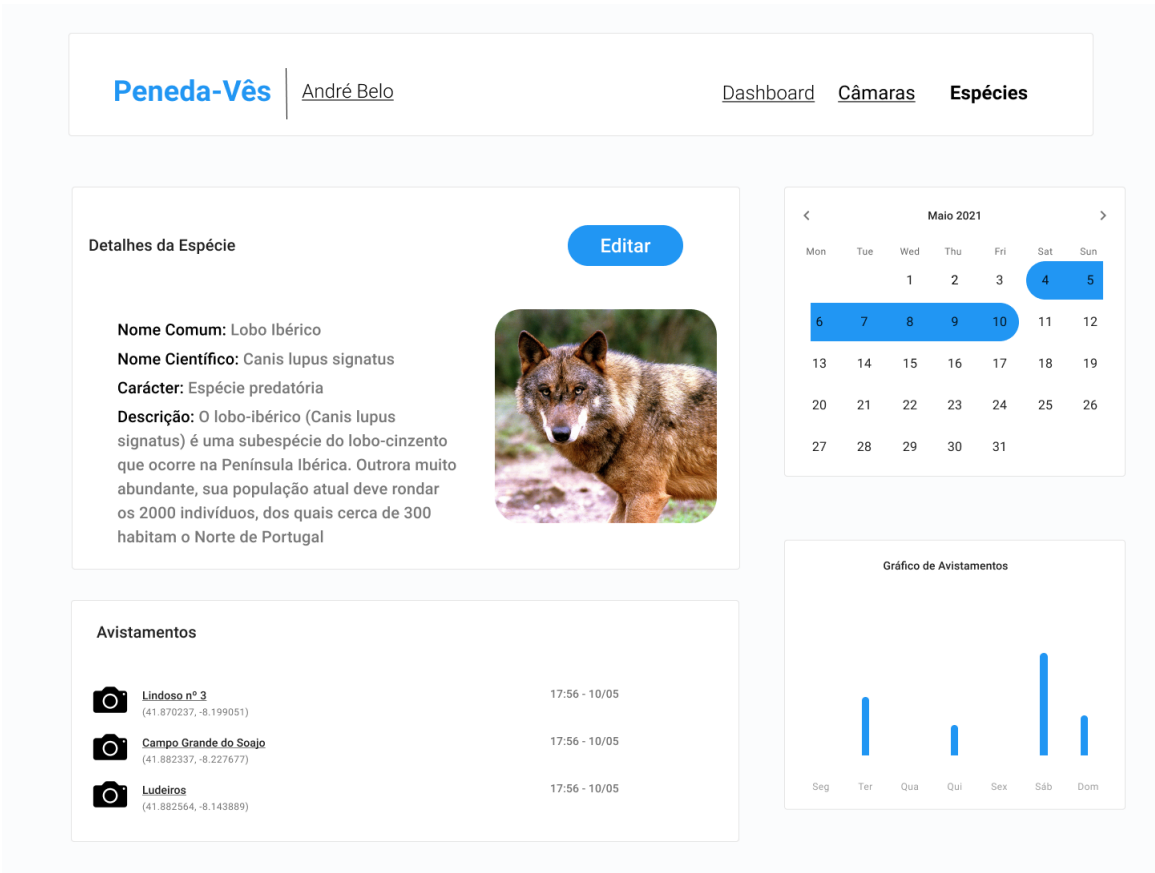 Peneda-Vês
André Belo
Dashboard Câmaras Espécies
Detalhes da Espécie
Editar
Nome Comum: Lobo Ibérico
Nome Científico: Canis lupus signatus
Carácter: Espécie predatória
Descrição: O lobo-ibérico (Canis lupus
signatus) é uma subespécie do lobo-cinzento
que ocorre na Península Ibérica. Outrora muito
abundante, sua população atual deve rondar
os 2000 indivíduos, dos quais cerca de 300
habitam o Norte de Portugal
Avistamentos
Lindoso nº 3
(41.870237, -8.199051)
17:56 - 10/05
Campo Grande do Soajo
(41.882337, -8.227677)
17:56 - 10/05
Ludeiros
(41.882564, -8.143889)
17:56 - 10/05
Maio 2021
Mon Tue Wed Thu Fri Sat Sun
1 2 3 4 5
6 7 8 9 10 11 12
13 14 15 16 17 18 19
20 21 22 23 24 25 26
27 28 29 30 31
Gráfico de Avistamentos
Seg Ter Qua Qui Sex Sáb Dom